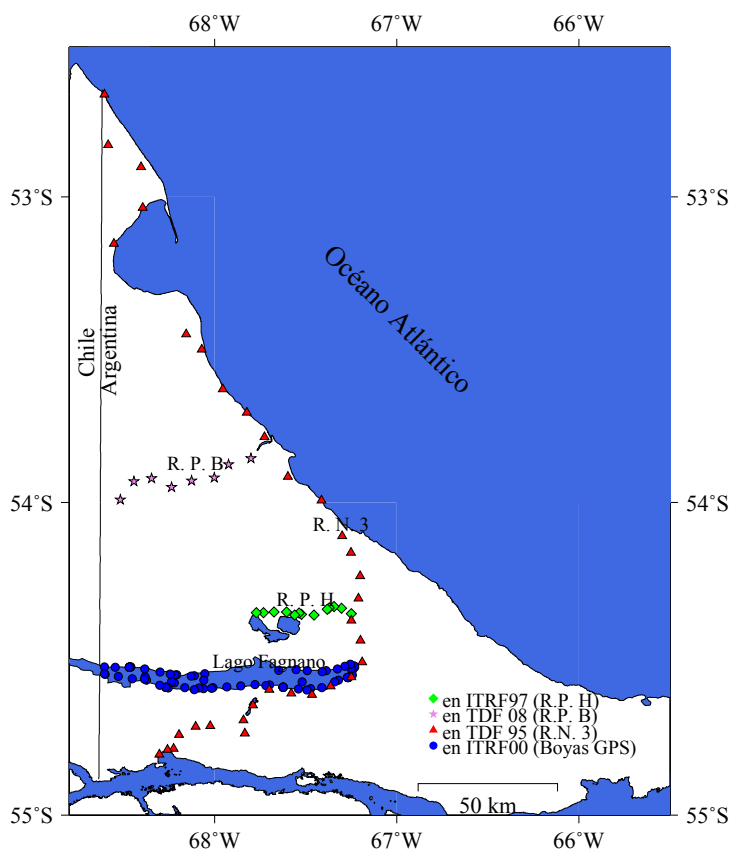 68°W 67°W 66°W
53°S 53°S
Océano Atlántico
Chile
Argentina
R. P. B
54°S 54°S
R. N. 3
R. P. H
Lago Fagnano
en ITRF97 (R.P. H)
en TDF 08 (R.P. B)
en TDF 95 (R.N. 3)
en ITRF00 (Boyas GPS)
50 km
55°S 55°S
68°W 67°W 66°W